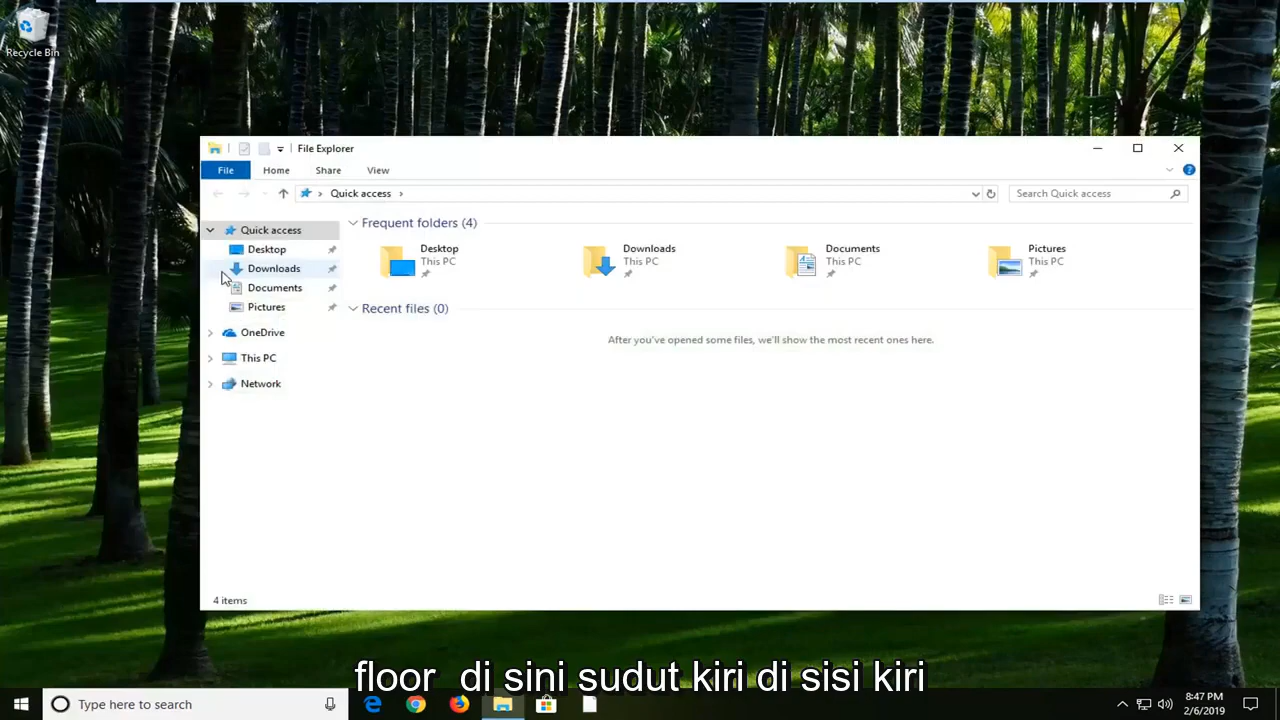 Recycle Bin
File Explorer
File Home Share View
Quick access
Search Quick access
Quick access
Desktop
Downloads
Documents
Pictures
OneDrive
This PC
Network
Frequent folders (4)
Desktop
This PC
Downloads
This PC
Documents
This PC
Pictures
This PC
Recent files (0)
After you've opened some files, we'll show the most recent ones here.
4 items
floor di sini sudut kiri di sisi kiri
Type here to search
8:47 PM
2/6/2019